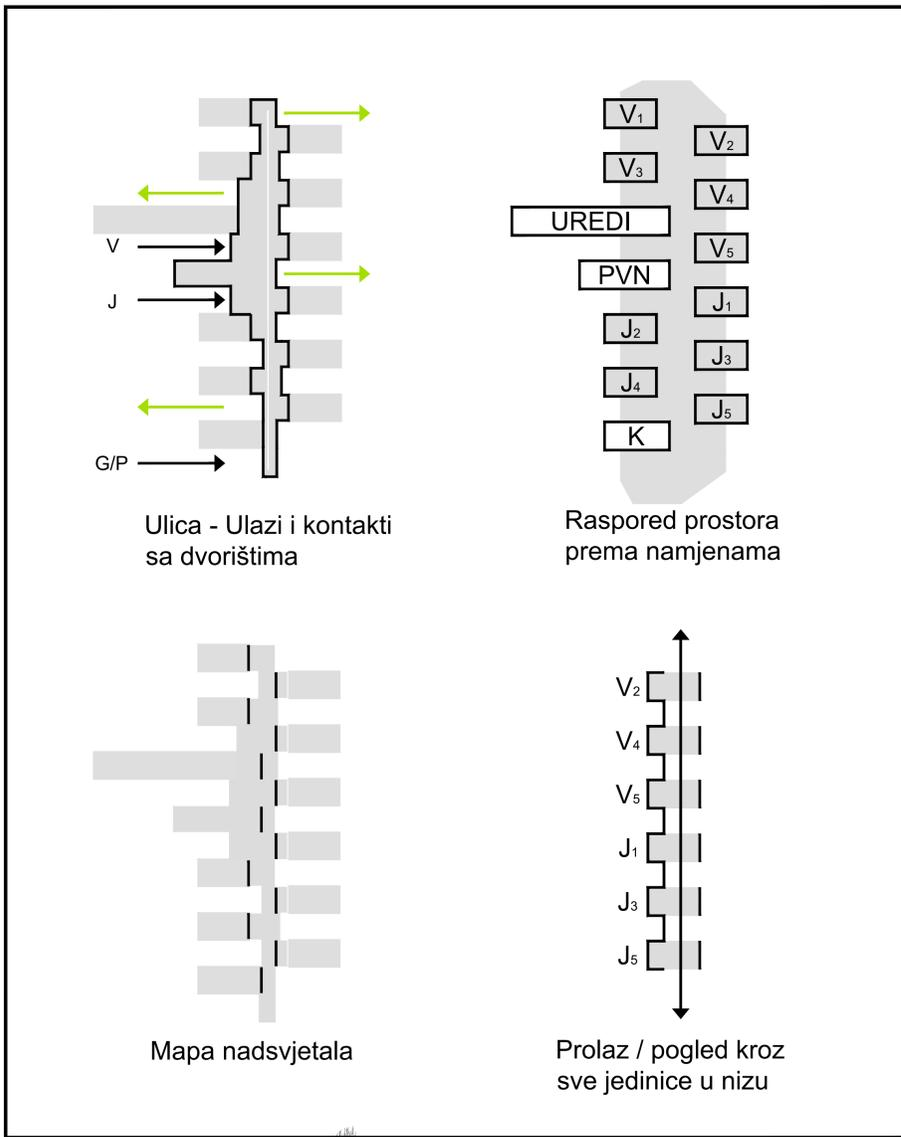 V
J
G/P
Ulica - Ulazi i kontakti
sa dvorištima
V1
V2
V3
V4
UREDI
V5
PVN
J1
J2
J3
J4
J5
K
Raspored prostora
prema namjenama
Mapa nadsvjetala
V2
V4
V5
J1
J3
J5
Prolaz / pogled kroz
sve jedinice u nizu